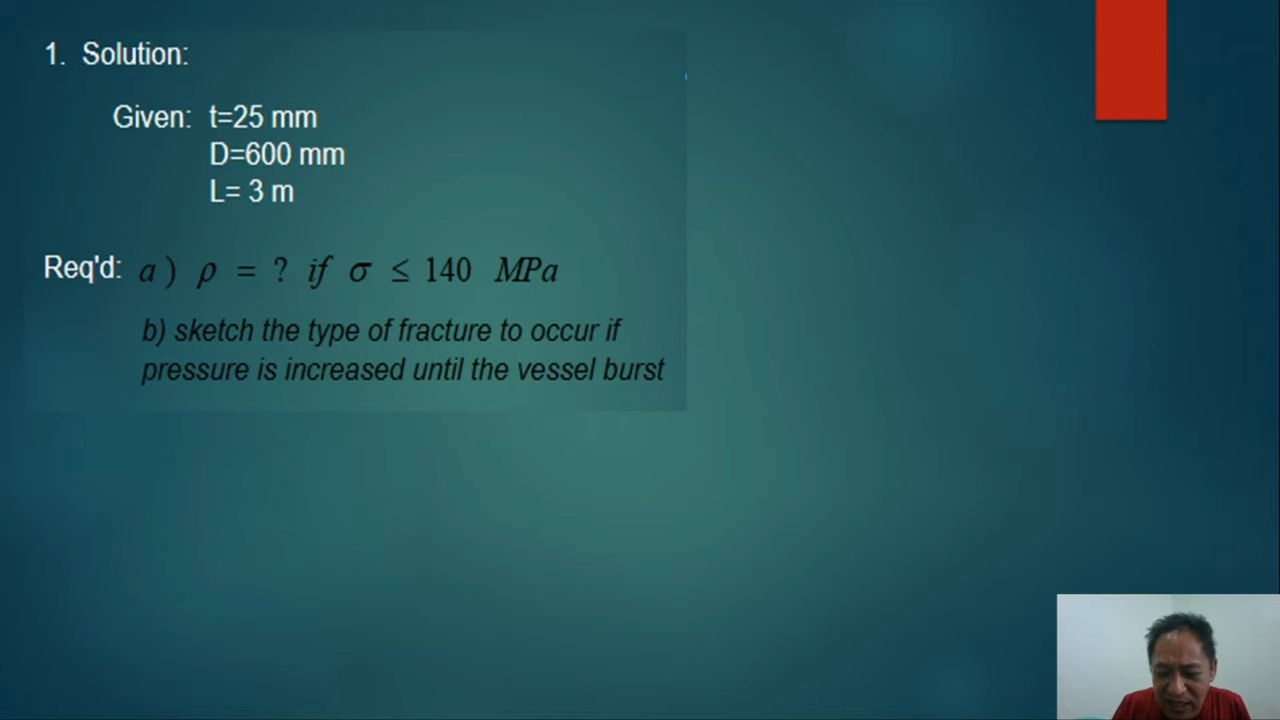 1. Solution:
Given: t=25 mm
D=600 mm
L= 3 m
Req'd: a) ρ = ? if σ ≤ 140 MPa
b) sketch the type of fracture to occur if
pressure is increased until the vessel burst